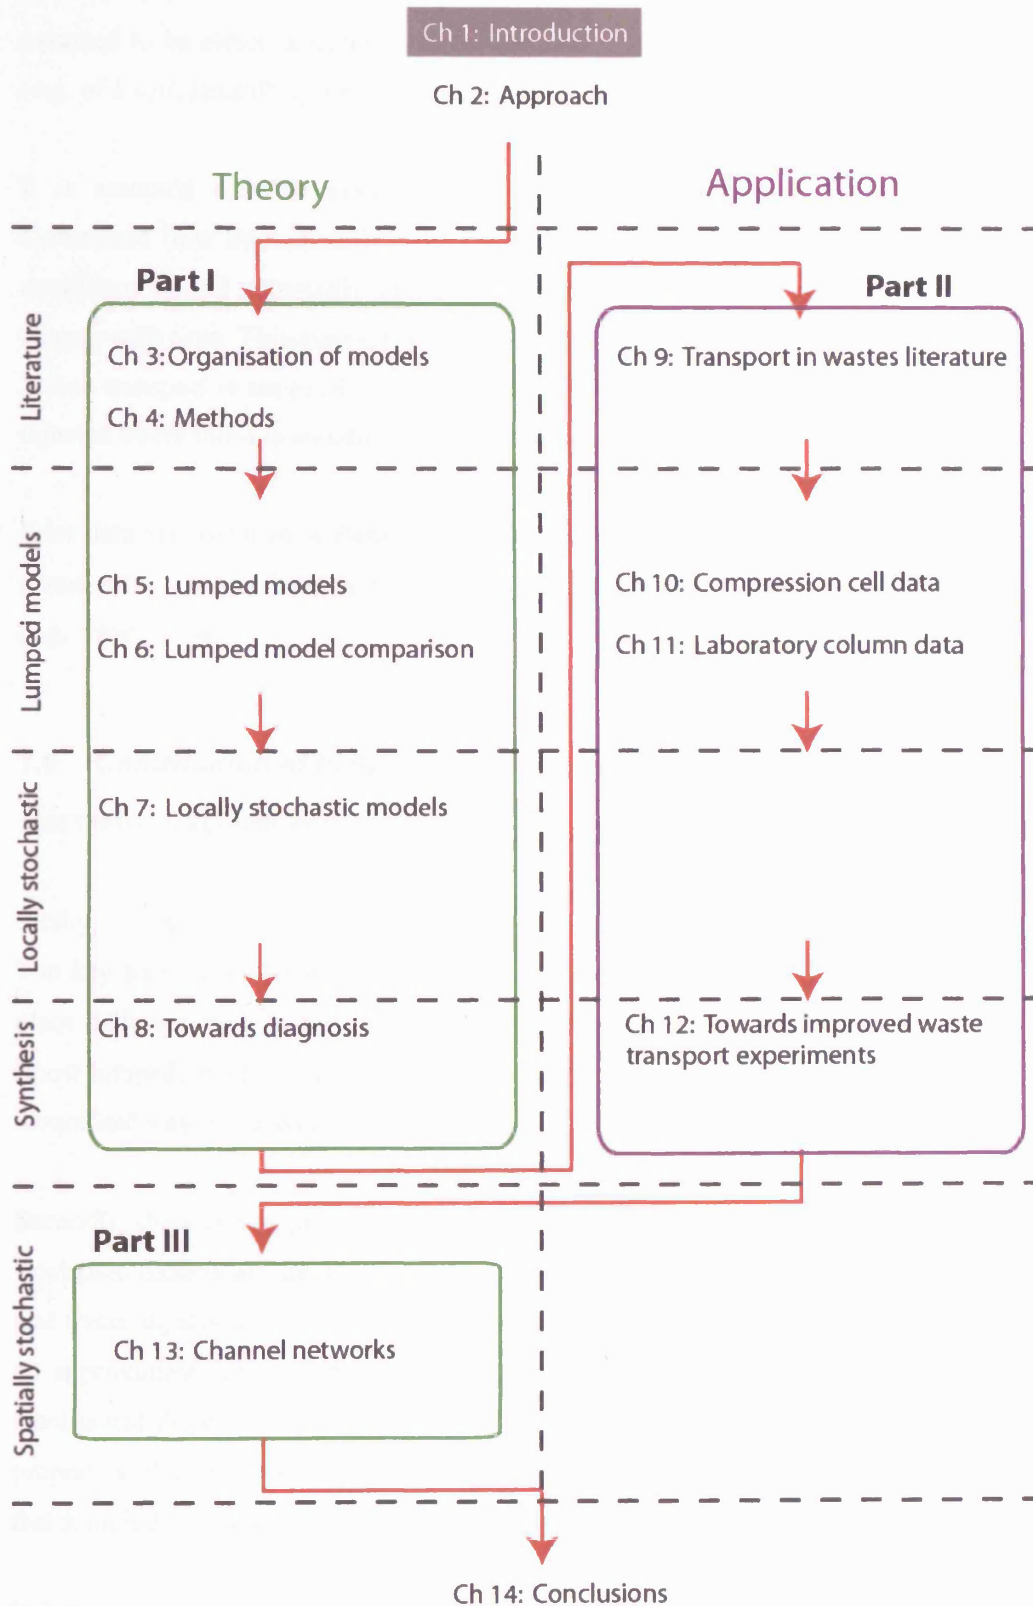 Ch 1: Introduction
Ch 2: Approach
Theory
Application
Part I
Part II
Literature
Ch 3: Organisation of models
Ch 4: Methods
Ch 9: Transport in wastes literature
Lumped models
Ch 5: Lumped models
Ch 6: Lumped model comparison
Ch 10: Compression cell data
Ch 11: Laboratory column data
Locally stochastic
Ch 7: Locally stochastic models
Synthesis
Ch 8: Towards diagnosis
Ch 12: Towards improved waste
transport experiments
Part III
Spatially stochastic
Ch 13: Channel networks
Ch 14: Conclusions